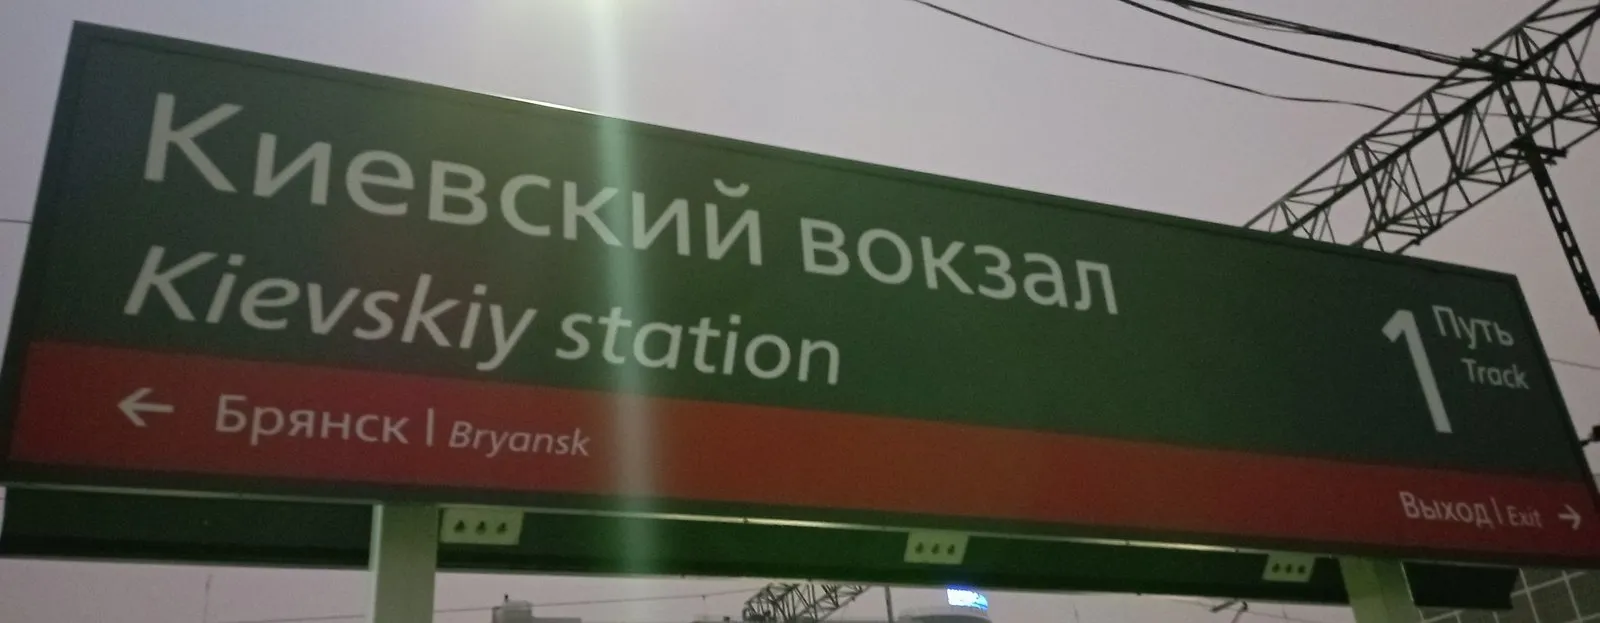 Киевский вокзал
Kievskiy station
1 Путь
Track
← Брянск | Bryansk
Выход | Exit →